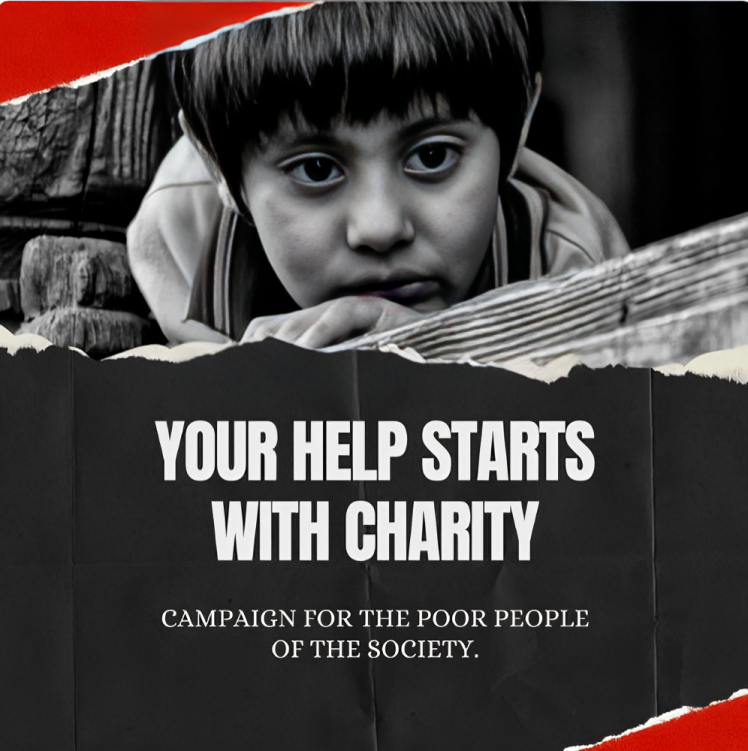 YOUR HELP STARTS
WITH CHARITY
CAMPAIGN FOR THE POOR PEOPLE
OF THE SOCIETY.